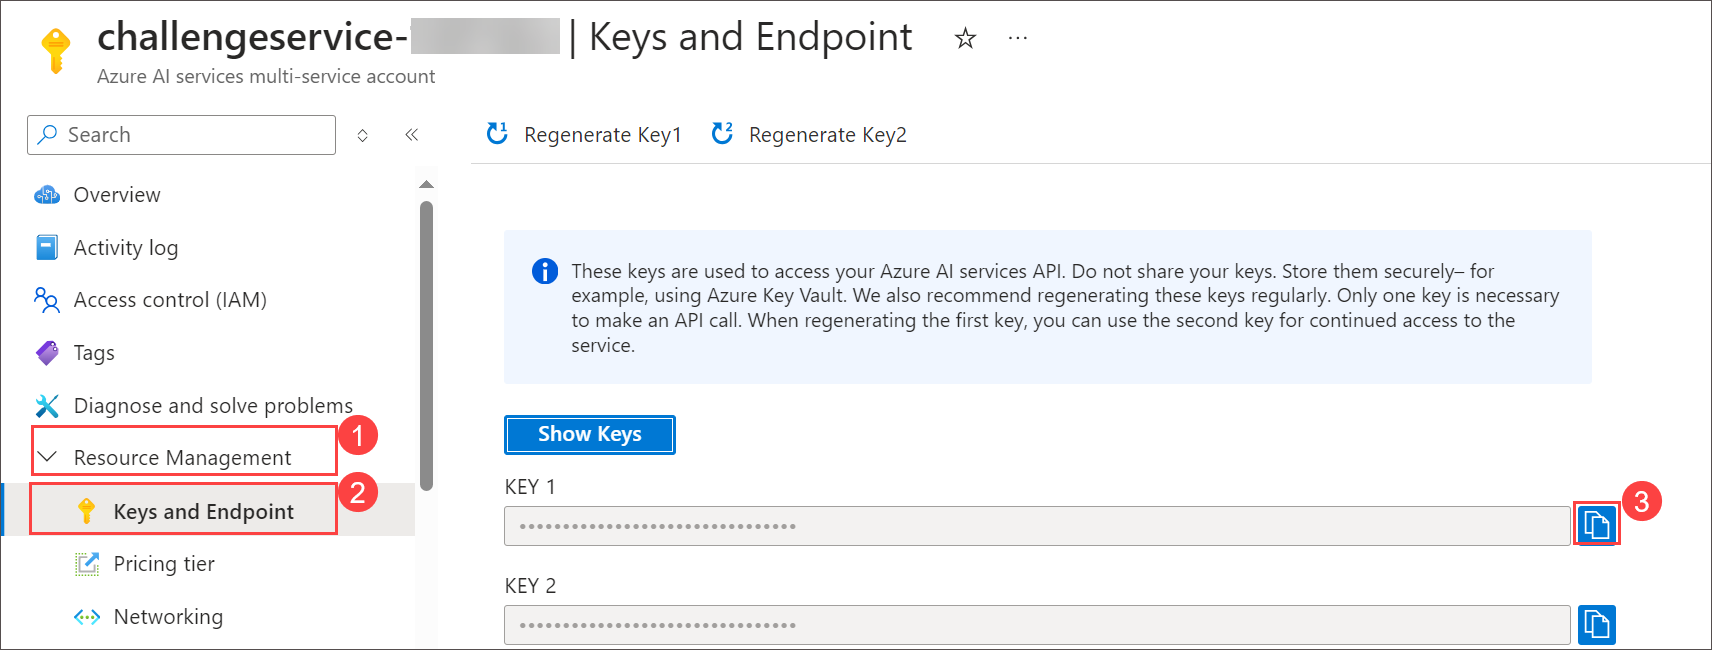 challengeservice- | Keys and Endpoint
Azure AI services multi-service account
Search
Regenerate Key1
Regenerate Key2
Overview
Activity log
Access control (IAM)
Tags
Diagnose and solve problems
1
Resource Management
2
Keys and Endpoint
Pricing tier
Networking
These keys are used to access your Azure AI services API. Do not share your keys. Store them securely– for
example, using Azure Key Vault. We also recommend regenerating these keys regularly. Only one key is necessary
to make an API call. When regenerating the first key, you can use the second key for continued access to the
service.
Show Keys
KEY 1
3
KEY 2